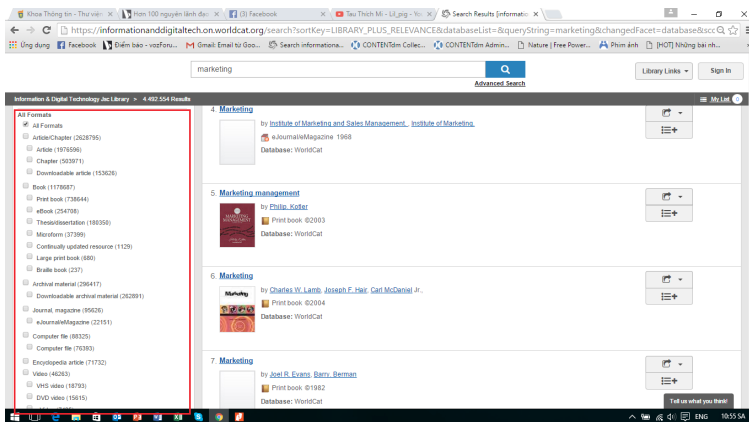 Khoa Thông tin - Thư viện
Hơn 100 nguyên lãnh đạo
(3) Facebook
Tau Thích Mi - Lil_pig - Yo
Search Results [informatio
https://informationanddigitaltech.on.worldcat.org/search?sortKey=LIBRARY_PLUS_RELEVANCE&databaseList=&queryString=marketing&changedFacet=database&scc
Ứng dụng Facebook Điểm báo - vozForu... Gmail: Email từ Goo... Search informationa... CONTENTdm Collec... CONTENTdm Admin... Nature | Free Power... Phim ảnh [HOT] Những bài nh...
marketing
Library Links
Sign In
Advanced Search
Information & Digital Technology Jsc Library > 4.492.554 Results
My List 0
All Formats
All Formats
Article/Chapter (2628795)
Article (1976596)
Chapter (503971)
Downloadable article (153626)
Book (1178687)
Print book (738644)
eBook (254708)
Thesis/dissertation (180350)
Microform (37399)
Continually updated resource (1129)
Large print book (680)
Braille book (237)
Archival material (296417)
Downloadable archival material (262891)
Journal, magazine (95626)
eJournal/eMagazine (22151)
Computer file (88325)
Computer file (76393)
Encyclopedia article (71732)
Video (46263)
VHS video (18793)
DVD video (15615)
4. Marketing
by Institute of Marketing and Sales Management., Institute of Marketing.
eJournal/eMagazine 1968
Database: WorldCat
5. Marketing management
by Philip. Kotler
Print book ©2003
Database: WorldCat
MARKETING
MANAGEMENT
6. Marketing
by Charles W. Lamb, Joseph F. Hair, Carl McDaniel Jr.,
Print book ©2004
Database: WorldCat
Marketing
7. Marketing
by Joel R. Evans, Barry. Berman
Print book ©1982
Database: WorldCat
Tell us what you think!
ENG 10:55 SA